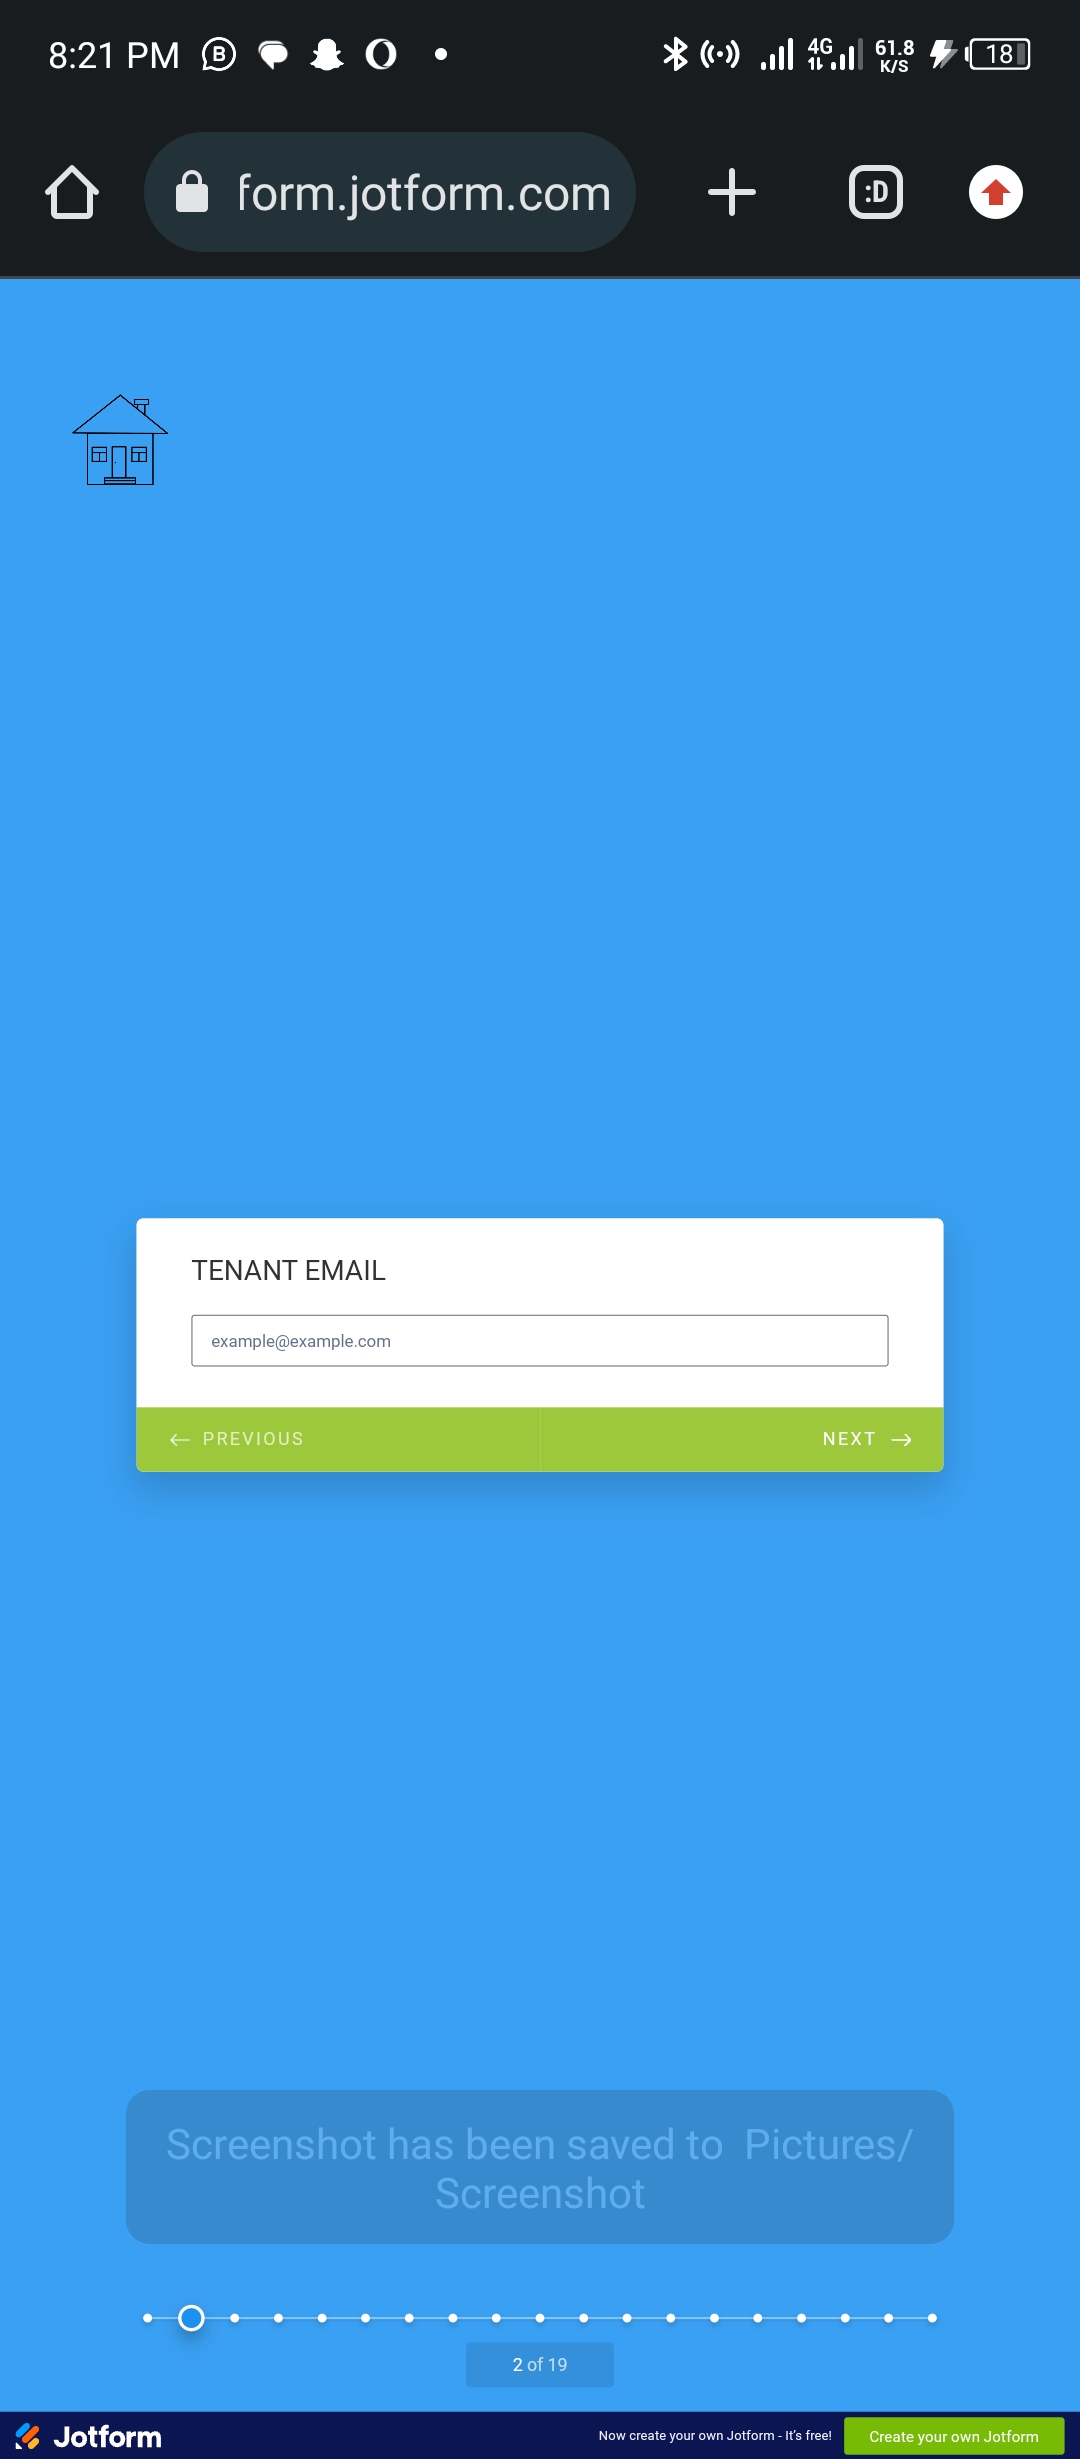 8:21 PM
4G
61.8
K/S
18
form.jotform.com
:D
TENANT EMAIL
example@example.com
← PREVIOUS
NEXT →
Screenshot has been saved to  Pictures/
Screenshot
2 of 19
Jotform
Now create your own Jotform - It's free!
Create your own Jotform